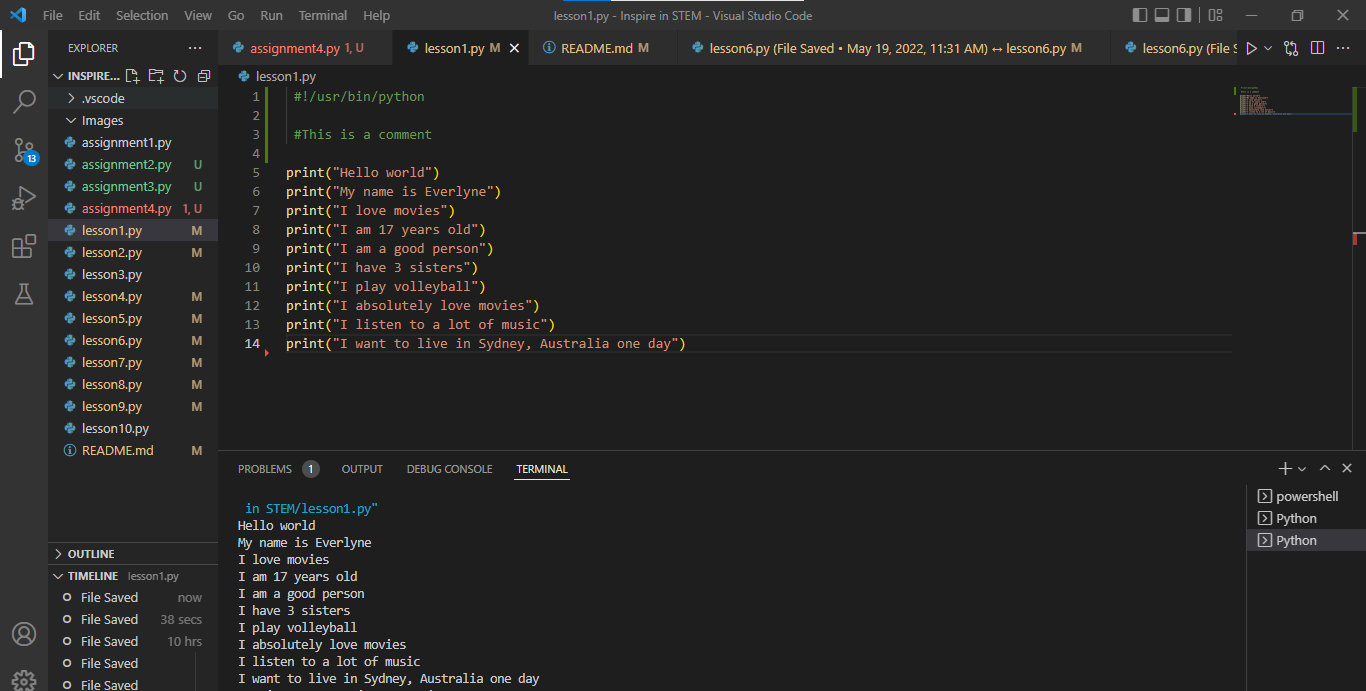 File Edit Selection View Go Run Terminal Help lesson1.py - Inspire in STEM - Visual Studio Code
EXPLORER
INSPIRE...
.vscode
Images
assignment1.py
assignment2.py U
assignment3.py U
assignment4.py 1, U
lesson1.py M
lesson2.py M
lesson3.py
lesson4.py M
lesson5.py M
lesson6.py M
lesson7.py M
lesson8.py M
lesson9.py M
lesson10.py
README.md M
OUTLINE
TIMELINE lesson1.py
File Saved now
File Saved 38 secs
File Saved 10 hrs
File Saved
File Saved
13
assignment4.py 1, U lesson1.py M README.md M lesson6.py (File Saved • May 19, 2022, 11:31 AM) ↔ lesson6.py M lesson6.py (File S
lesson1.py
1 #!/usr/bin/python
2
3 #This is a comment
4
5 print("Hello world")
6 print("My name is Everlyne")
7 print("I love movies")
8 print("I am 17 years old")
9 print("I am a good person")
10 print("I have 3 sisters")
11 print("I play volleyball")
12 print("I absolutely love movies")
13 print("I listen to a lot of music")
14 print("I want to live in Sydney, Australia one day")
PROBLEMS 1 OUTPUT DEBUG CONSOLE TERMINAL
in STEM/lesson1.py"
Hello world
My name is Everlyne
I love movies
I am 17 years old
I am a good person
I have 3 sisters
I play volleyball
I absolutely love movies
I listen to a lot of music
I want to live in Sydney, Australia one day
powershell
Python
Python